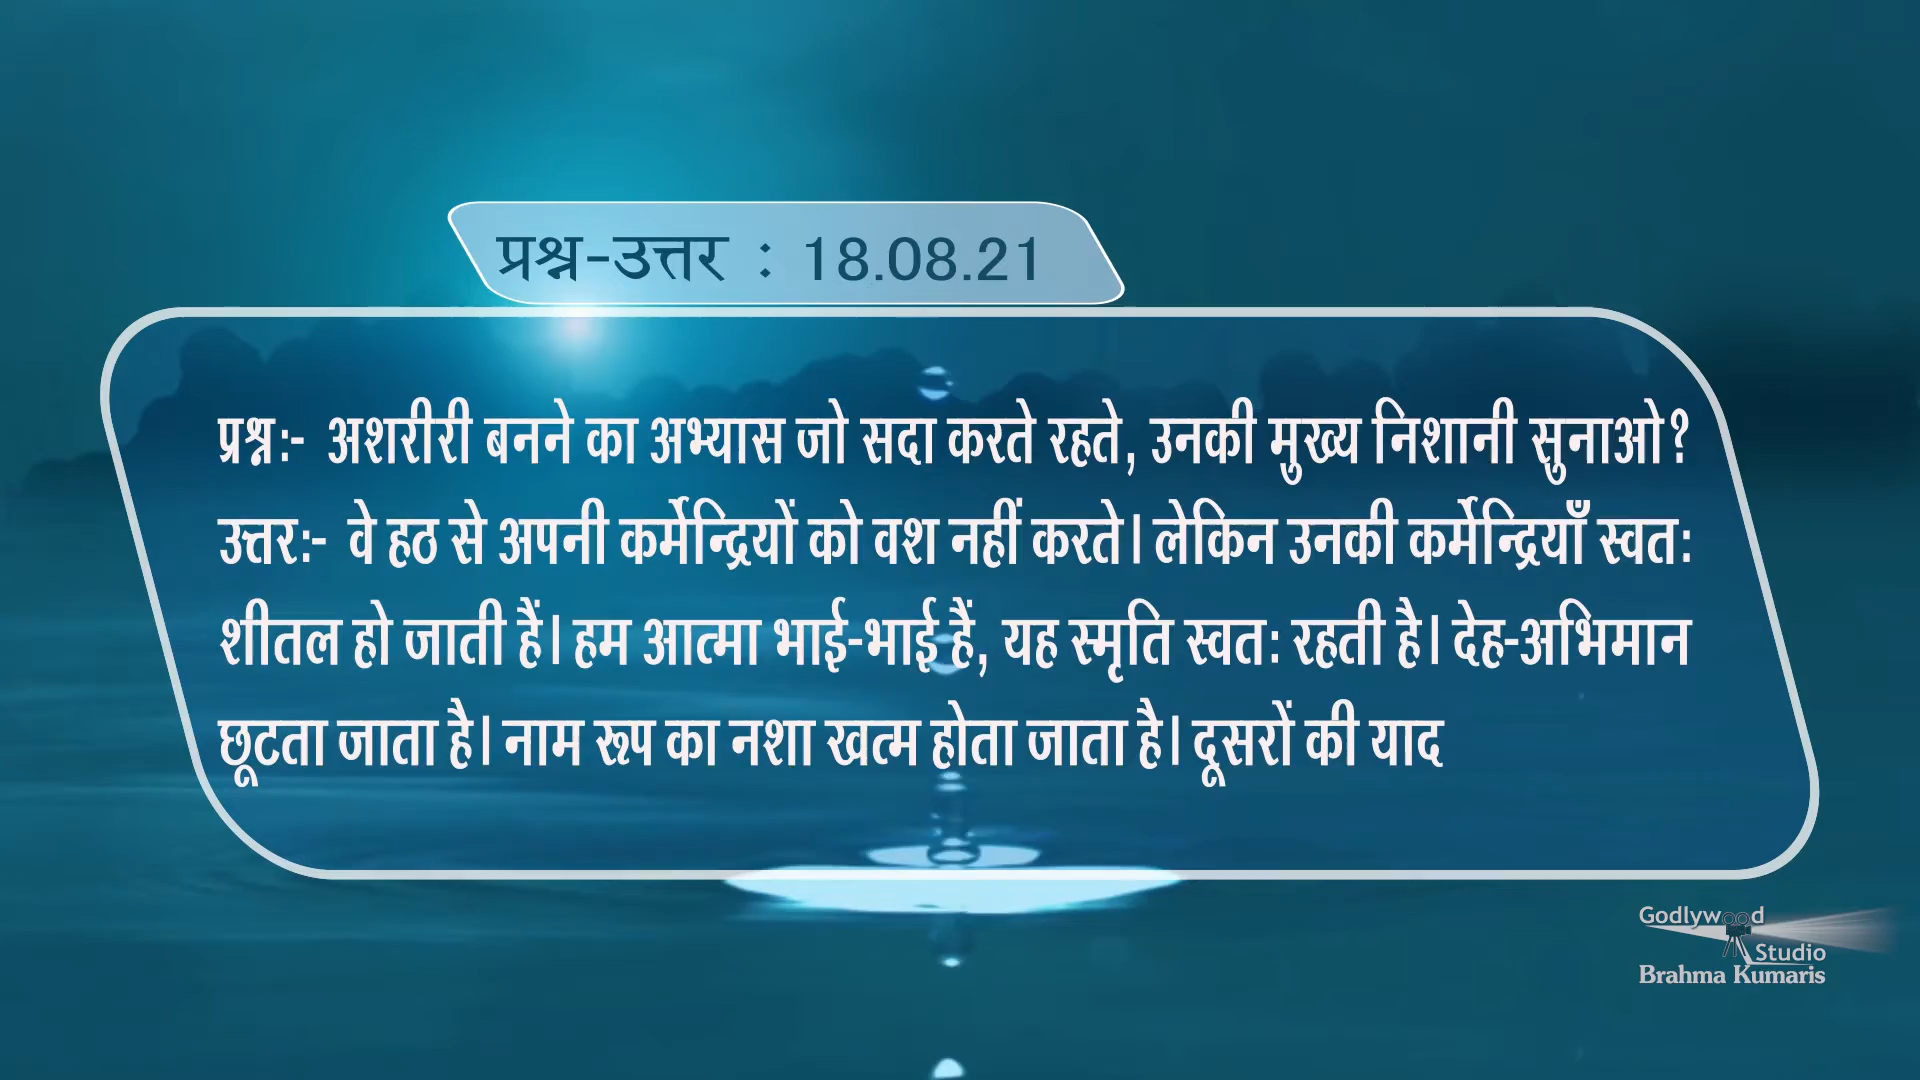 प्रश्न-उत्तर : 18.08.21
प्रश्न:- अशरीरी बनने का अभ्यास जो सदा करते रहते, उनकी मुख्य निशानी सुनाओ?
उत्तर:- वे हठ से अपनी कर्मेन्द्रियों को वश नहीं करते। लेकिन उनकी कर्मेन्द्रियाँ स्वत:
शीतल हो जाती हैं। हम आत्मा भाई-भाई हैं, यह स्मृति स्वत: रहती है। देह-अभिमान
छूटता जाता है। नाम रूप का नशा खत्म होता जाता है। दूसरों की याद
Godlywood
Studio
Brahma Kumaris